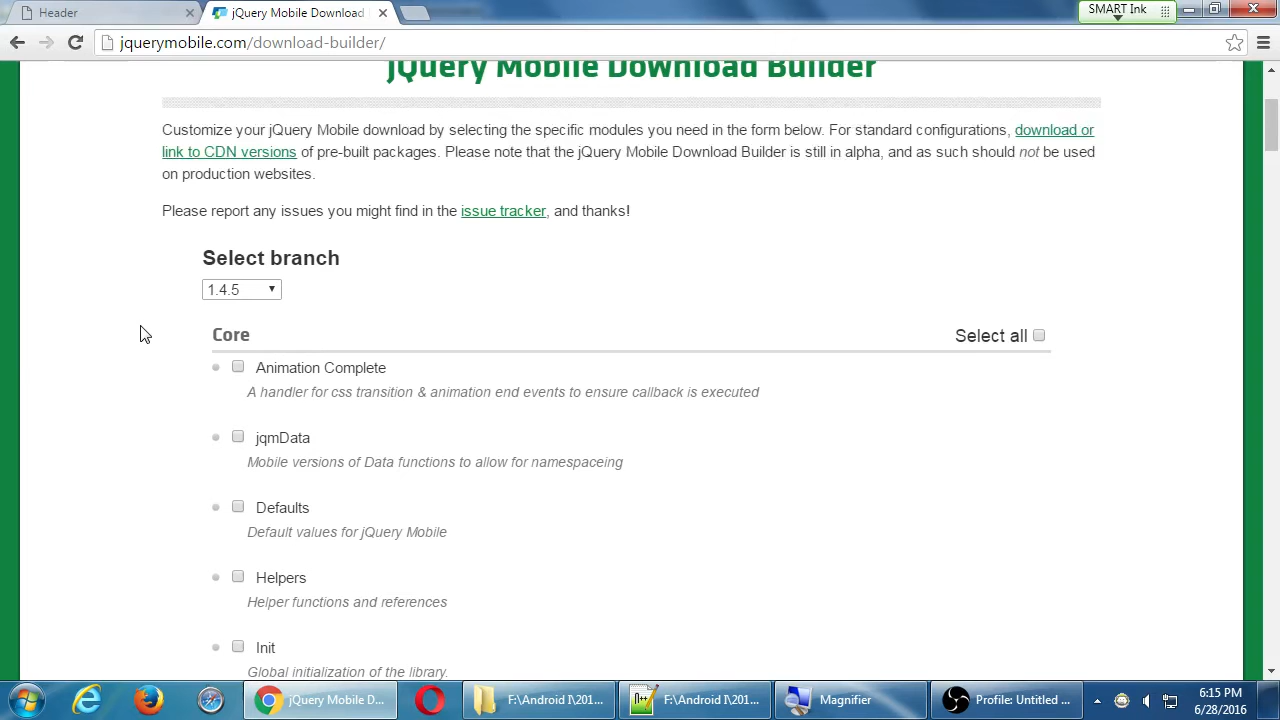 Header
jQuery Mobile Download
SMART Ink
jquerymobile.com/download-builder/
jQuery Mobile Download Builder
Customize your jQuery Mobile download by selecting the specific modules you need in the form below. For standard configurations, download or
link to CDN versions of pre-built packages. Please note that the jQuery Mobile Download Builder is still in alpha, and as such should not be used
on production websites.
Please report any issues you might find in the issue tracker, and thanks!
Select branch
1.4.5
Core
Select all
Animation Complete
A handler for css transition & animation end events to ensure callback is executed
jqmData
Mobile versions of Data functions to allow for namespaceing
Defaults
Default values for jQuery Mobile
Helpers
Helper functions and references
Init
Global initialization of the library.
jQuery Mobile D...
F:\Android I\201...
F:\Android I\201...
Magnifier
Profile: Untitled ...
6:15 PM
6/28/2016